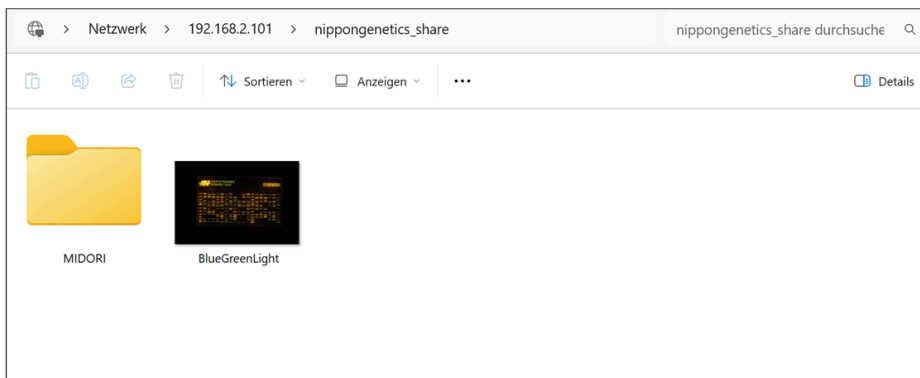 Netzwerk > 192.168.2.101 > nippongenetics_share
nippongenetics_share durchsuche
Sortieren
Anzeigen
Details
MIDORI
BlueGreenLight